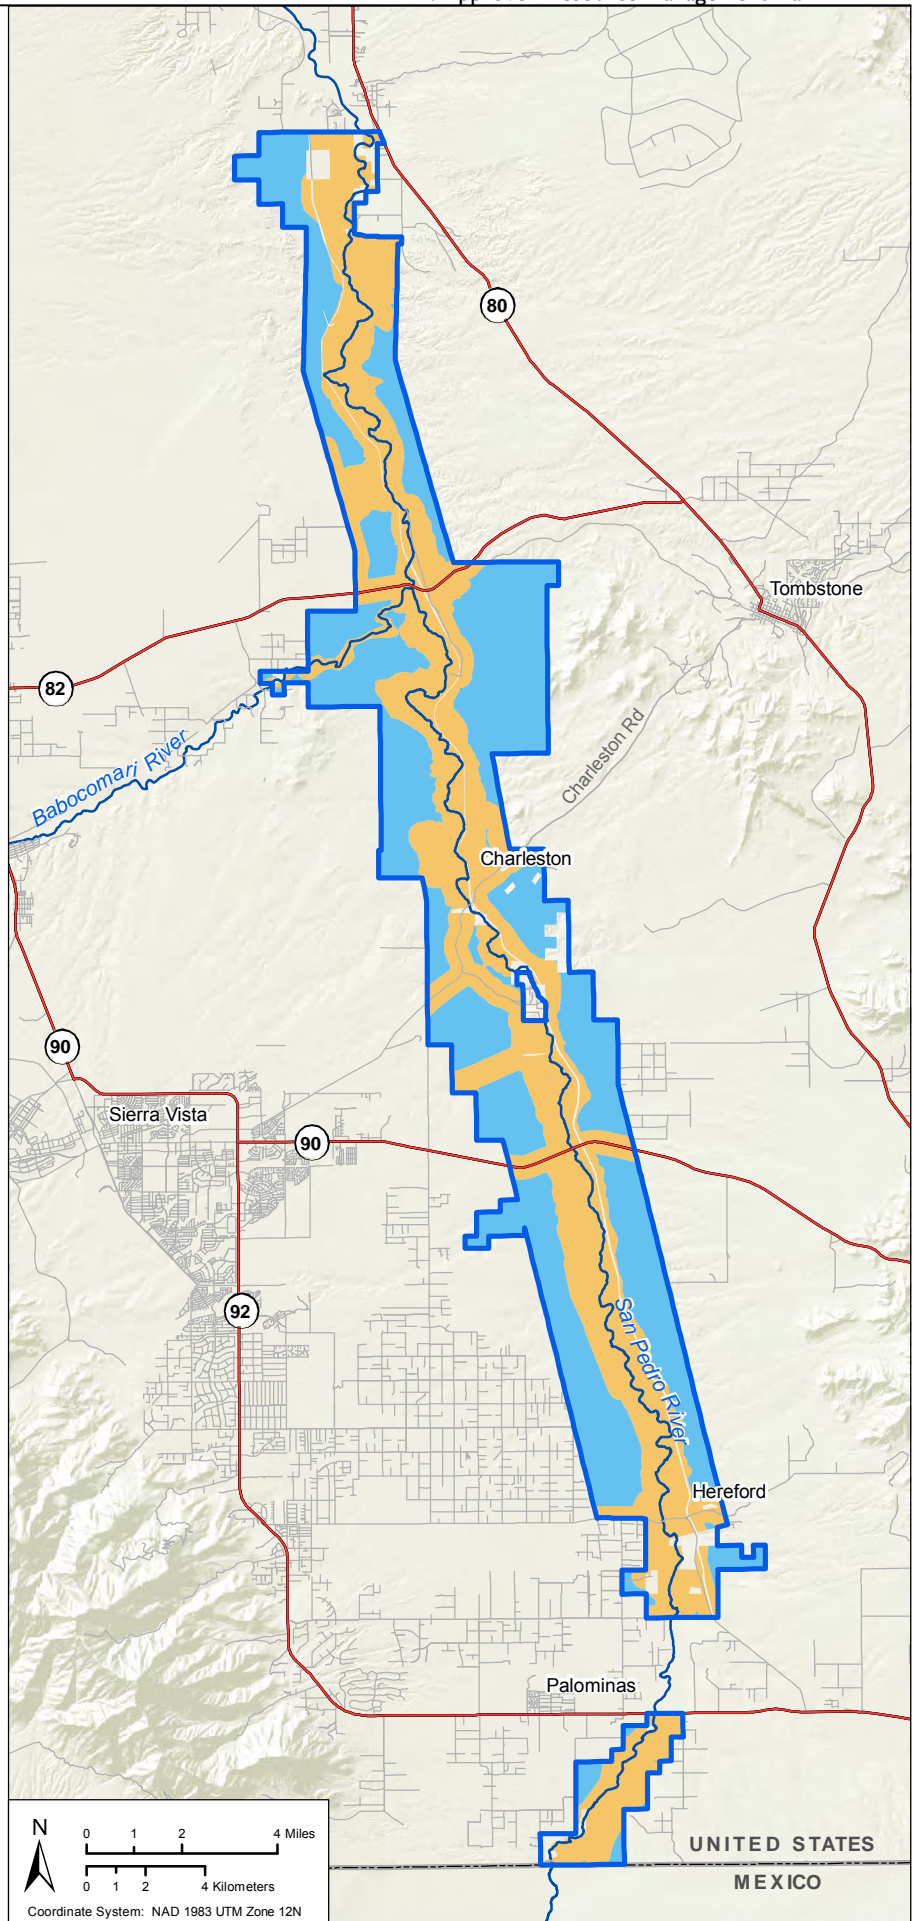 80
Tombstone
82
Charleston Rd
Babocomari River
Charleston
90
Sierra Vista
90
92
San Pedro River
Hereford
Palominas
N
0 1 2 4 Miles
0 1 2 4 Kilometers
Coordinate System: NAD 1983 UTM Zone 12N
UNITED STATES
MEXICO